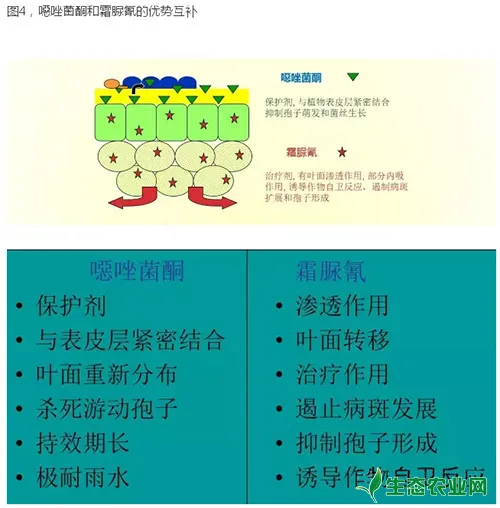 图4，噁唑菌酮和霜脲氰的优势互补
噁唑菌酮
保护剂, 与植物表皮层紧密结合
抑制孢子萌发和菌丝生长
霜脲氰
治疗剂, 有叶面渗透作用, 部分内吸
作用, 诱导作物自卫反应、遏制病斑
扩展和孢子形成
噁唑菌酮
• 保护剂
• 与表皮层紧密结合
• 叶面重新分布
• 杀死游动孢子
• 持效期长
• 极耐雨水
霜脲氰
• 渗透作用
• 叶面转移
• 治疗作用
• 遏止病斑发展
• 抑制孢子形成
• 诱导作物自卫反应
生态农业网